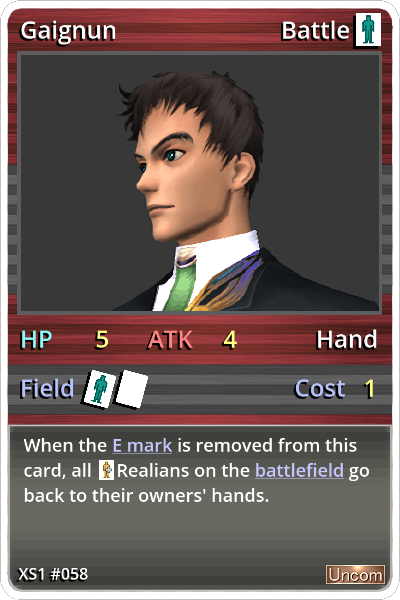 Gaignun Battle
HP 5 ATK 4 Hand
Field Cost 1
When the E mark is removed from this
card, all Realians on the battlefield go
back to their owners' hands.
XS1 #058 Uncom